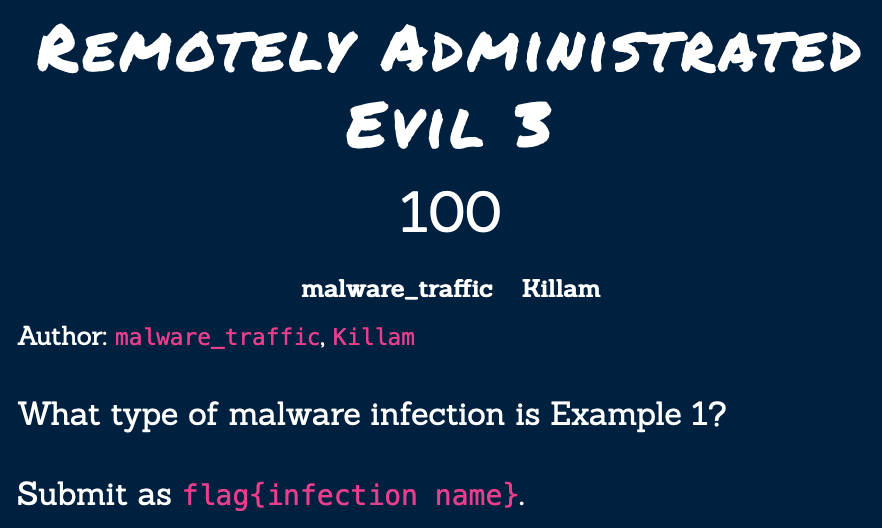 Remotely Administrated
Evil 3
100
malware_traffic Killam
Author: malware_traffic, Killam
What type of malware infection is Example 1?
Submit as flag{infection name}.